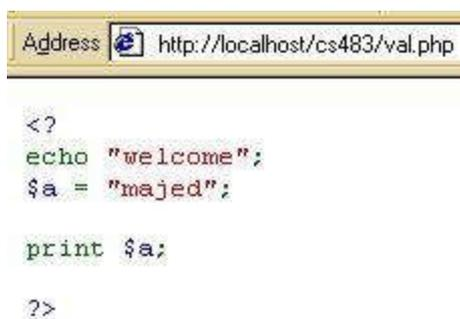 Address http://localhost/cs483/val.php
<?
echo "welcome";
$a = "majed";
print $a;
?>